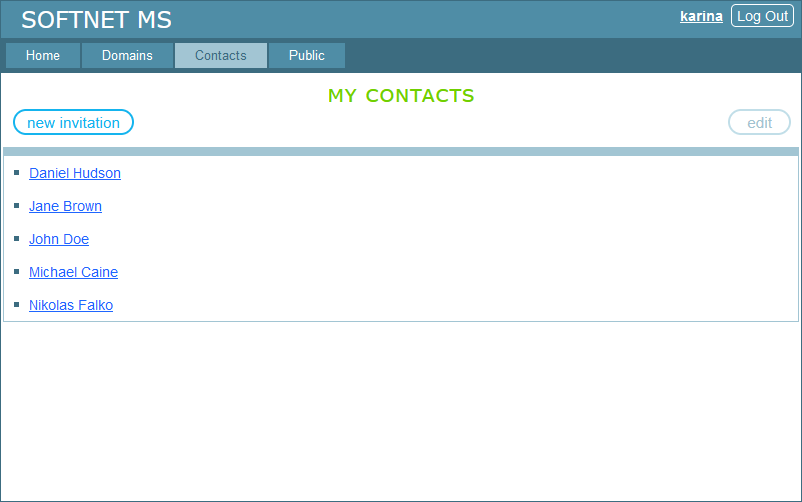 SOFTNET MS karina Log Out
Home Domains Contacts Public
MY CONTACTS
new invitation edit
Daniel Hudson
Jane Brown
John Doe
Michael Caine
Nikolas Falko